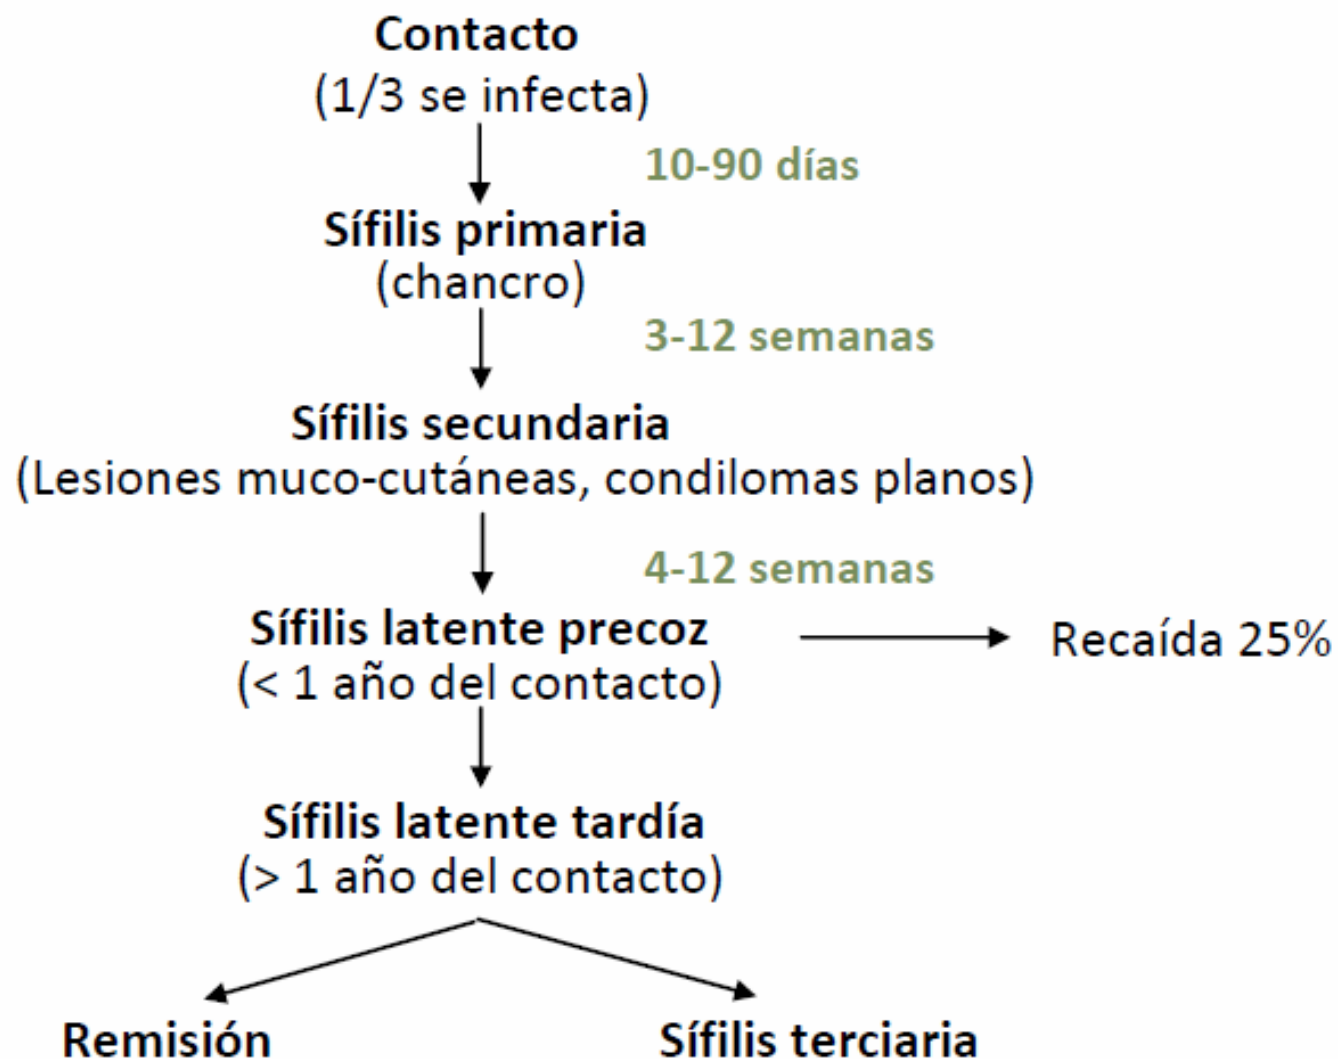 Contacto
(1/3 se infecta)
10-90 días
Sífilis primaria
(chancro)
3-12 semanas
Sífilis secundaria
(Lesiones muco-cutáneas, condilomas planos)
4-12 semanas
Sífilis latente precoz
Recaída 25%
(< 1 año del contacto)
Sífilis latente tardía
(> 1 año del contacto)
Remisión
Sífilis terciaria